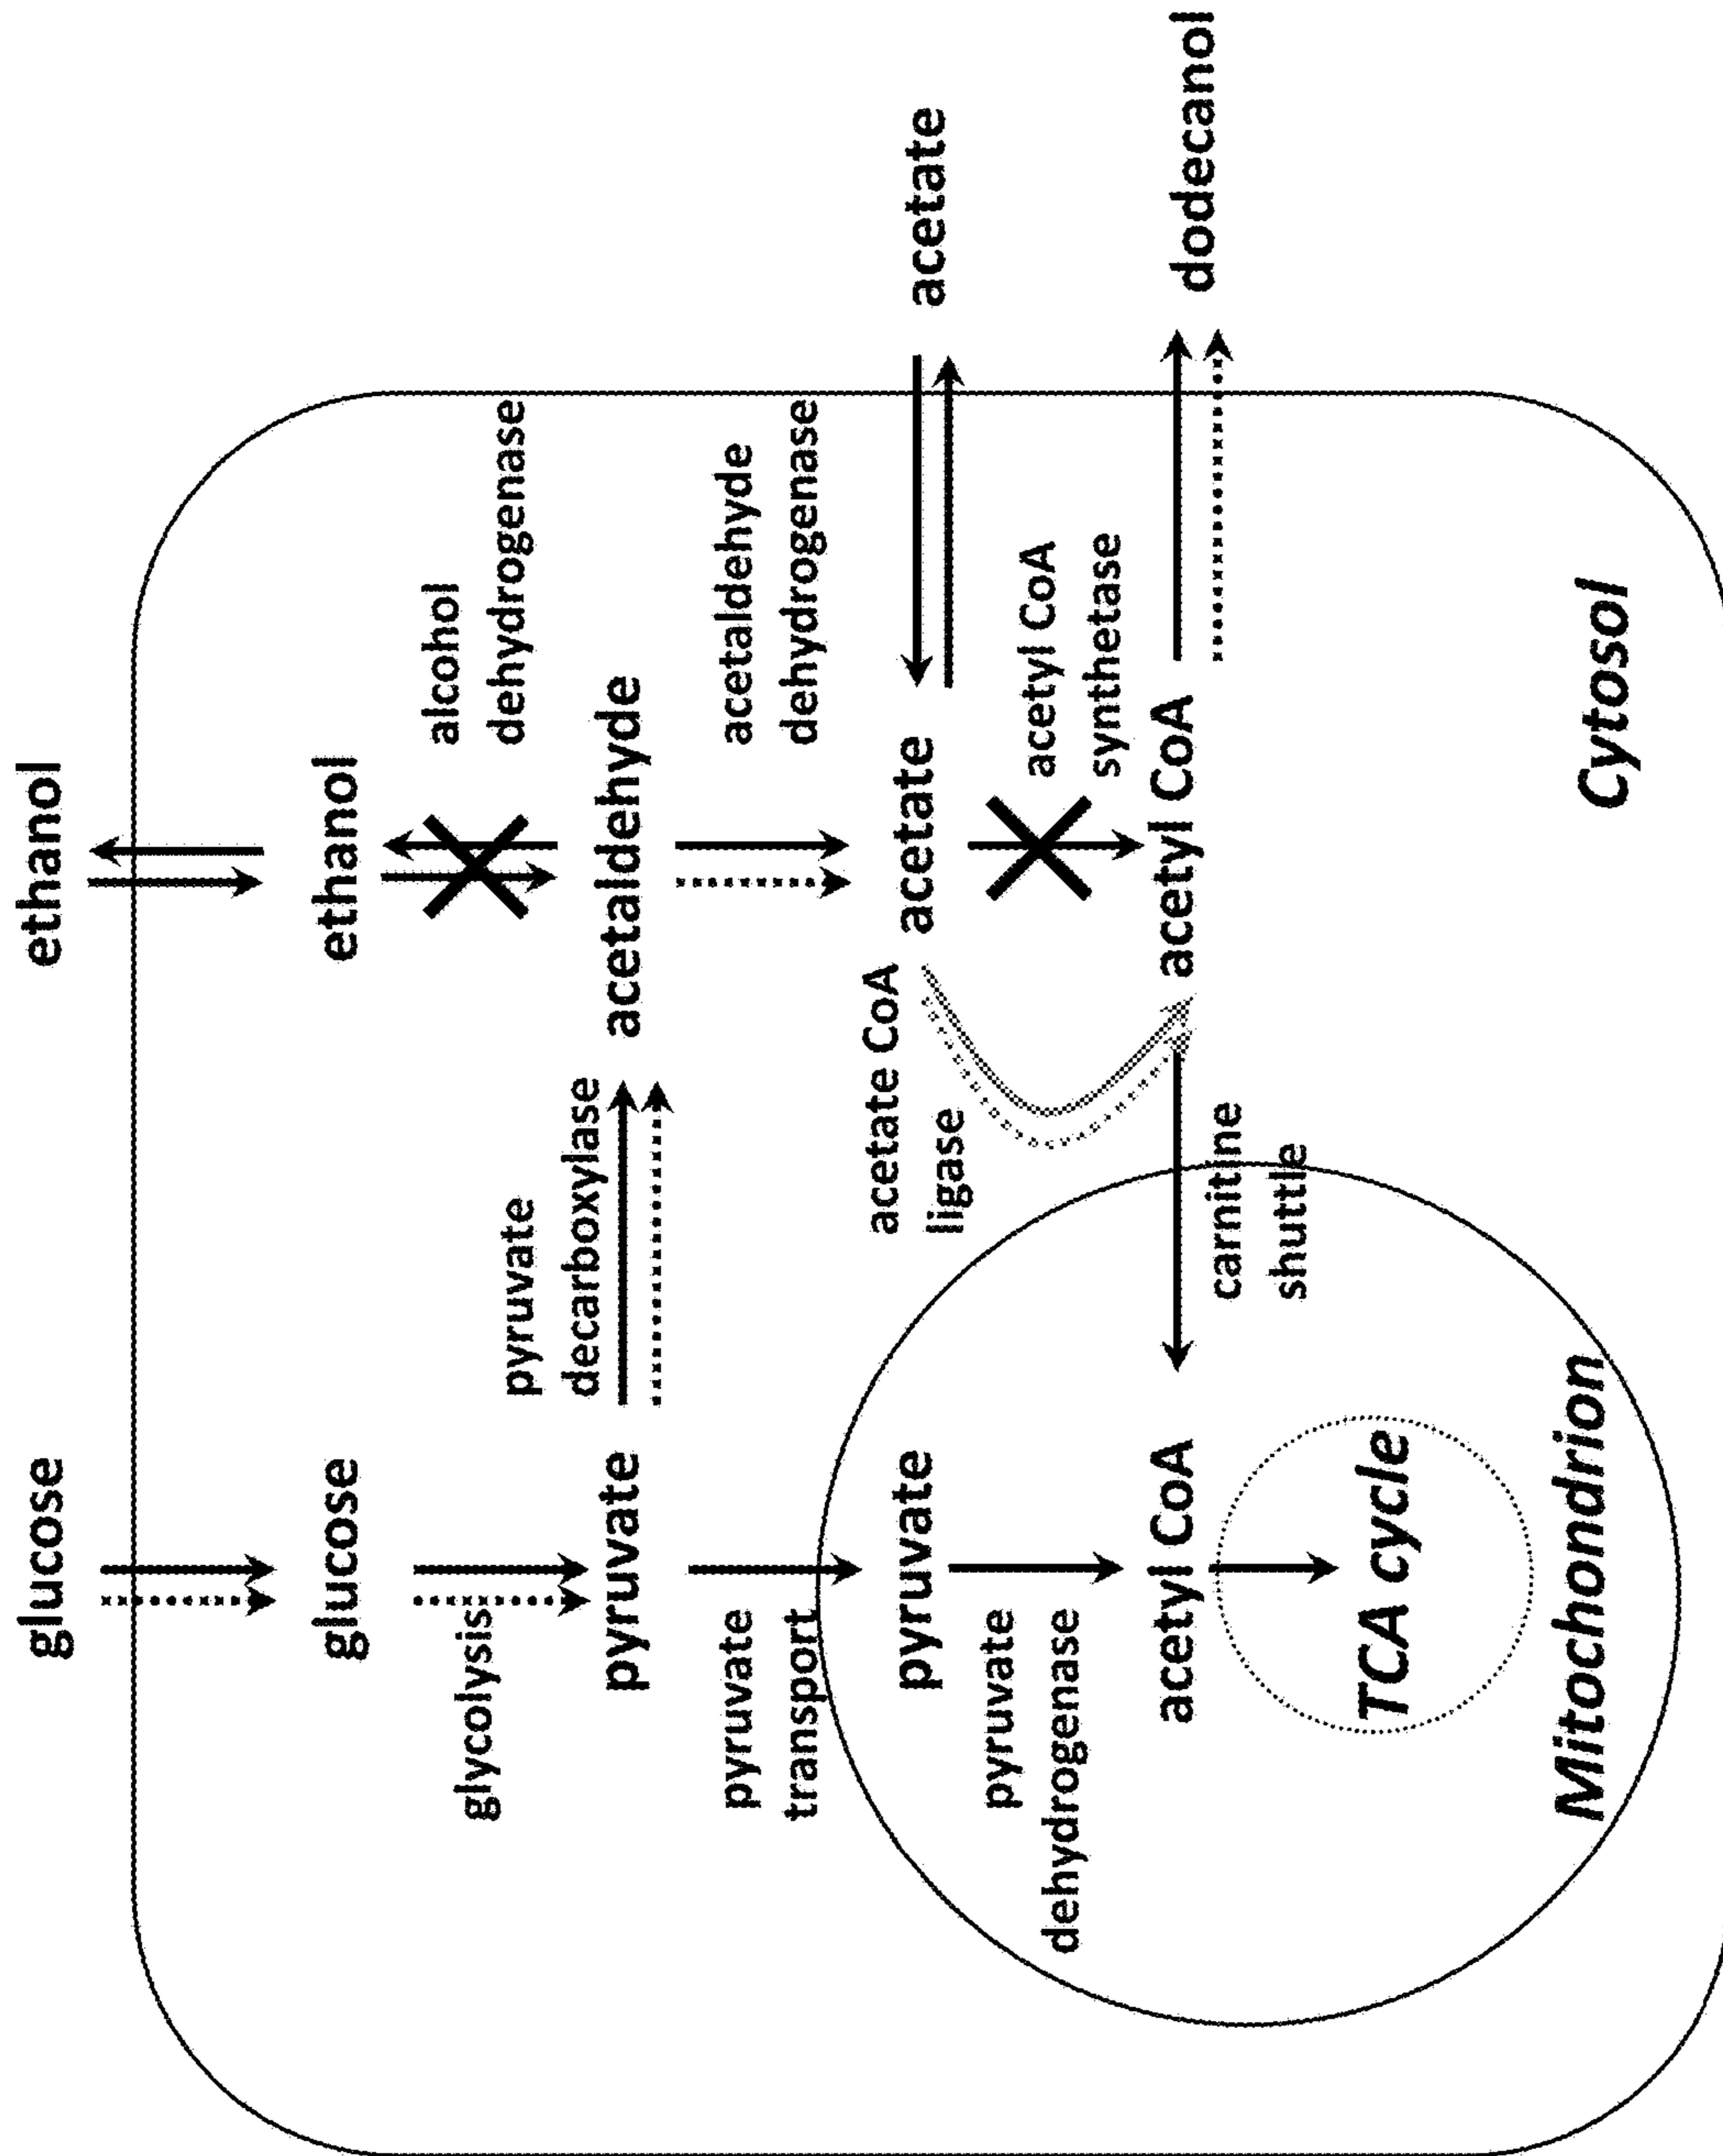 glucose
ethanol
glucose
ethanol
glycolysis
pyruvate
decarboxylase
alcohol
dehydrogenase
pyruvate
acetaldehyde
pyruvate
transport
acetaldehyde
dehydrogenase
pyruvate
acetate CoA
ligase
acetate
acetate
pyruvate
dehydrogenase
acetyl CoA
synthetase
acetyl CoA
carnitine
shuttle
acetyl CoA
dodecanol
TCA cycle
Mitochondrion
Cytosol